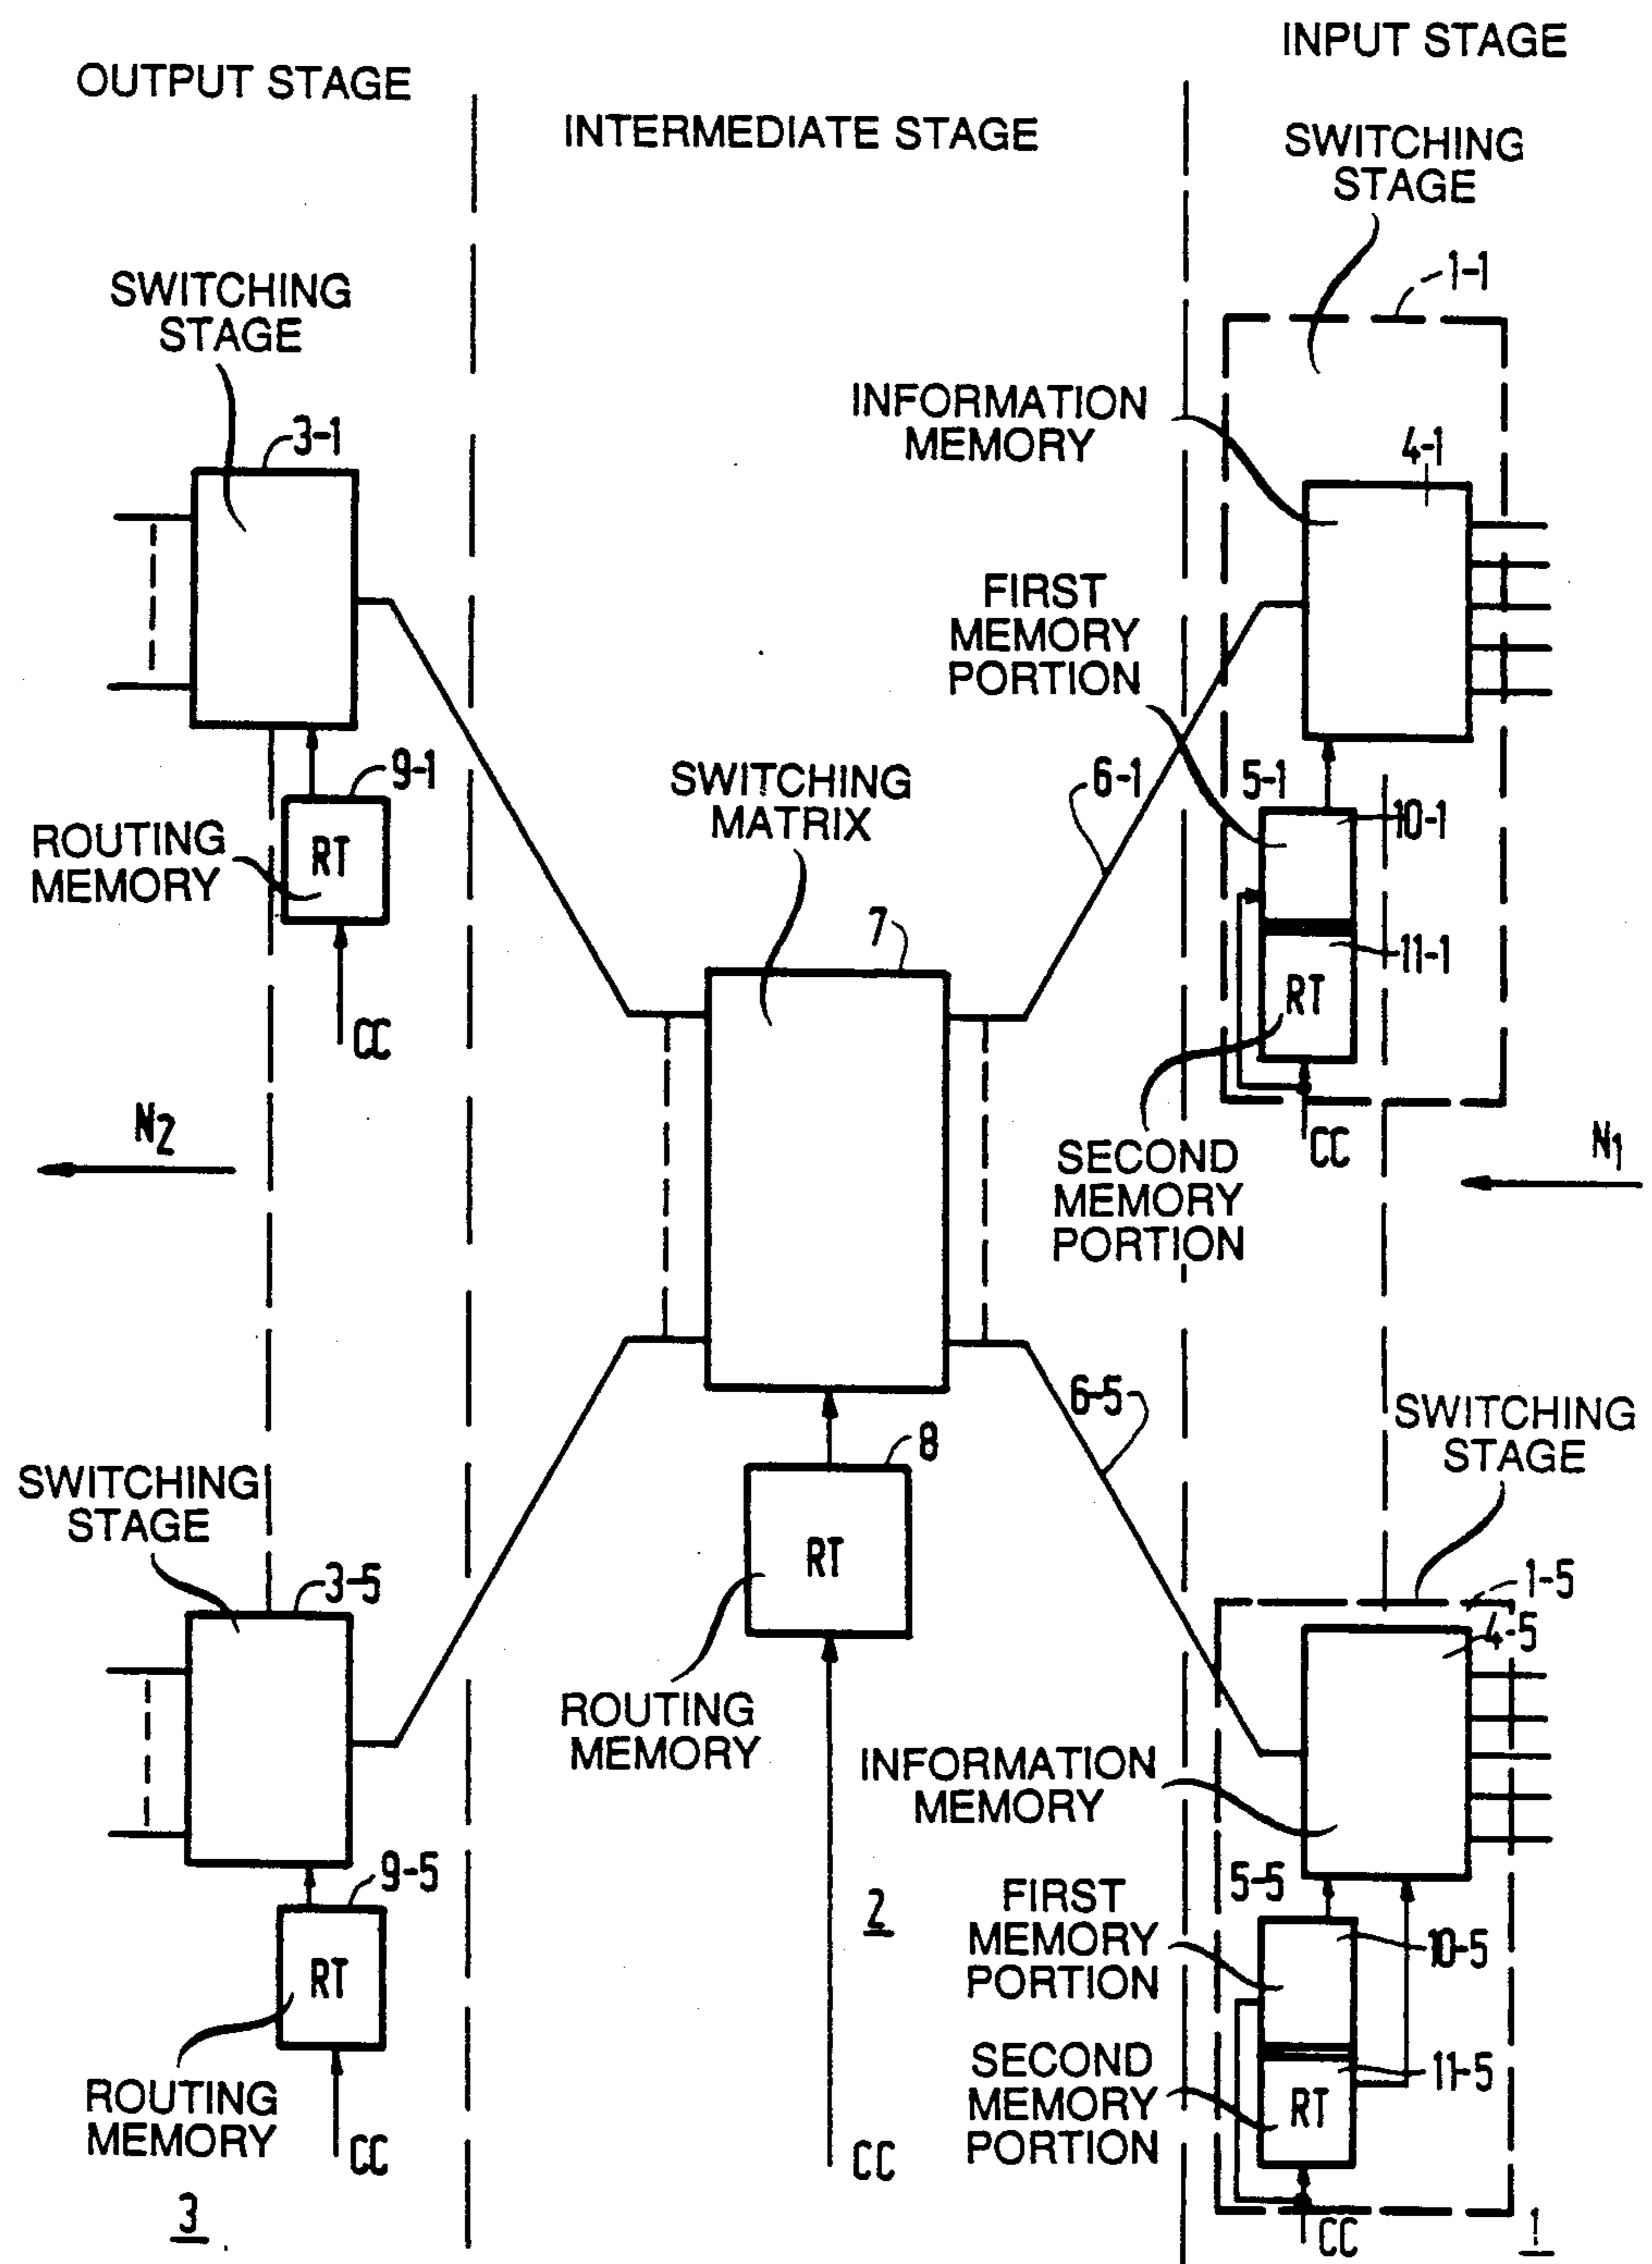 INPUT STAGE
OUTPUT STAGE
INTERMEDIATE STAGE
SWITCHING
STAGE
1-1
SWITCHING
STAGE
3-1
INFORMATION
MEMORY
4-1
FIRST
MEMORY
PORTION
5-1
10-1
6-1
SWITCHING
MATRIX
9-1
ROUTING
MEMORY
RT
CC
7
11-1
RT
CC
SECOND
MEMORY
PORTION
N2
N1
6-5
SWITCHING
STAGE
8
RT
ROUTING
MEMORY
CC
SWITCHING
STAGE
3-5
1-5
4-5
INFORMATION
MEMORY
9-5
RT
ROUTING
MEMORY
CC
5-5
FIRST
MEMORY
PORTION
10-5
2
SECOND
MEMORY
PORTION
11-5
RT
CC
3
1